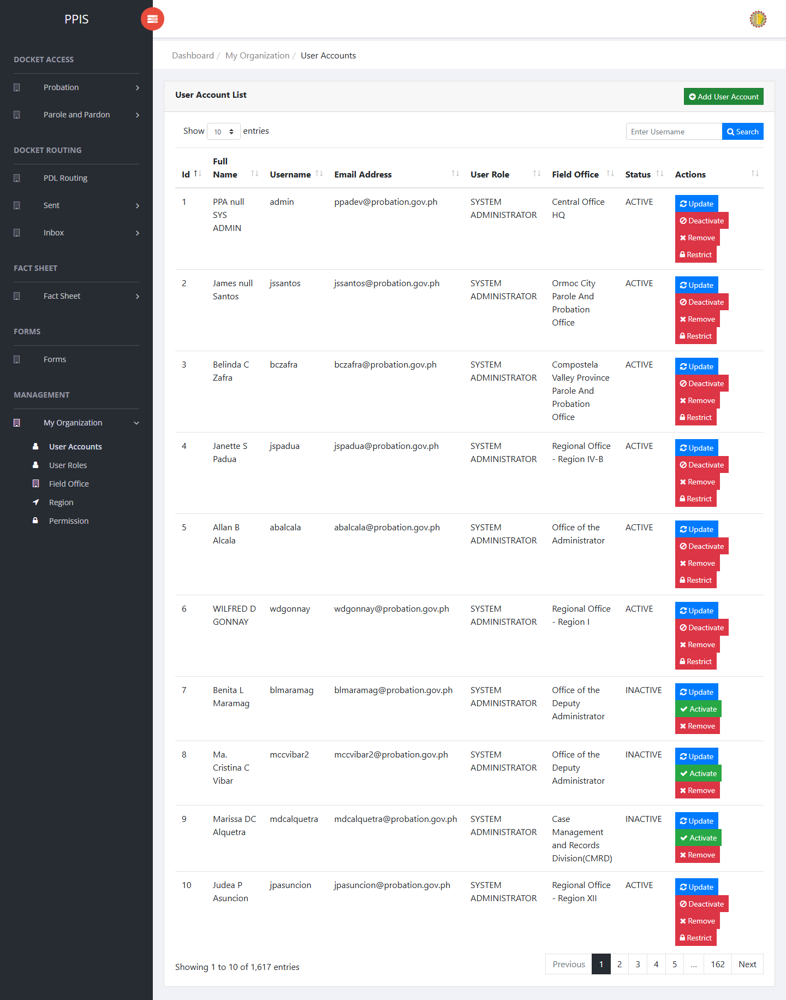 PPIS
DOCKET ACCESS
Probation
Parole and Pardon
DOCKET ROUTING
PDL Routing
Sent
Inbox
FACT SHEET
Fact Sheet
FORMS
Forms
MANAGEMENT
My Organization
User Accounts
User Roles
Field Office
Region
Permission
Dashboard / My Organization / User Accounts
User Account List
Add User Account
Show 10 entries
Enter Username
Search
Id
Full
Name
Username
Email Address
User Role
Field Office
Status
Actions
1
PPA null
SYS
ADMIN
admin
ppadev@probation.gov.ph
SYSTEM
ADMINISTRATOR
Central Office
HQ
ACTIVE
Update
Deactivate
Remove
Restrict
2
James null
Santos
jssantos
jssantos@probation.gov.ph
SYSTEM
ADMINISTRATOR
Ormoc City
Parole And
Probation
Office
ACTIVE
Update
Deactivate
Remove
Restrict
3
Belinda C
Zafra
bczafra
bczafra@probation.gov.ph
SYSTEM
ADMINISTRATOR
Compostela
Valley Province
Parole And
Probation
Office
ACTIVE
Update
Deactivate
Remove
Restrict
4
Janette S
Padua
jspadua
jspadua@probation.gov.ph
SYSTEM
ADMINISTRATOR
Regional Office
- Region IV-B
ACTIVE
Update
Deactivate
Remove
Restrict
5
Allan B
Alcala
abalcala
abalcala@probation.gov.ph
SYSTEM
ADMINISTRATOR
Office of the
Administrator
ACTIVE
Update
Deactivate
Remove
Restrict
6
WILFRED D
GONNAY
wdgonnay
wdgonnay@probation.gov.ph
SYSTEM
ADMINISTRATOR
Regional Office
- Region I
ACTIVE
Update
Deactivate
Remove
Restrict
7
Benita L
Maramag
blmaramag
blmaramag@probation.gov.ph
SYSTEM
ADMINISTRATOR
Office of the
Deputy
Administrator
INACTIVE
Update
Activate
Remove
8
Ma.
Cristina C
Vibar
mccvibar2
mccvibar2@probation.gov.ph
SYSTEM
ADMINISTRATOR
Office of the
Deputy
Administrator
INACTIVE
Update
Activate
Remove
9
Marissa DC
Alquetra
mdcalquetra
mdcalquetra@probation.gov.ph
SYSTEM
ADMINISTRATOR
Case
Management
and Records
Division(CMRD)
INACTIVE
Update
Activate
Remove
10
Judea P
Asuncion
jpasuncion
jpasuncion@probation.gov.ph
SYSTEM
ADMINISTRATOR
Regional Office
- Region XII
ACTIVE
Update
Deactivate
Remove
Restrict
Showing 1 to 10 of 1,617 entries
Previous 1 2 3 4 5 ... 162 Next